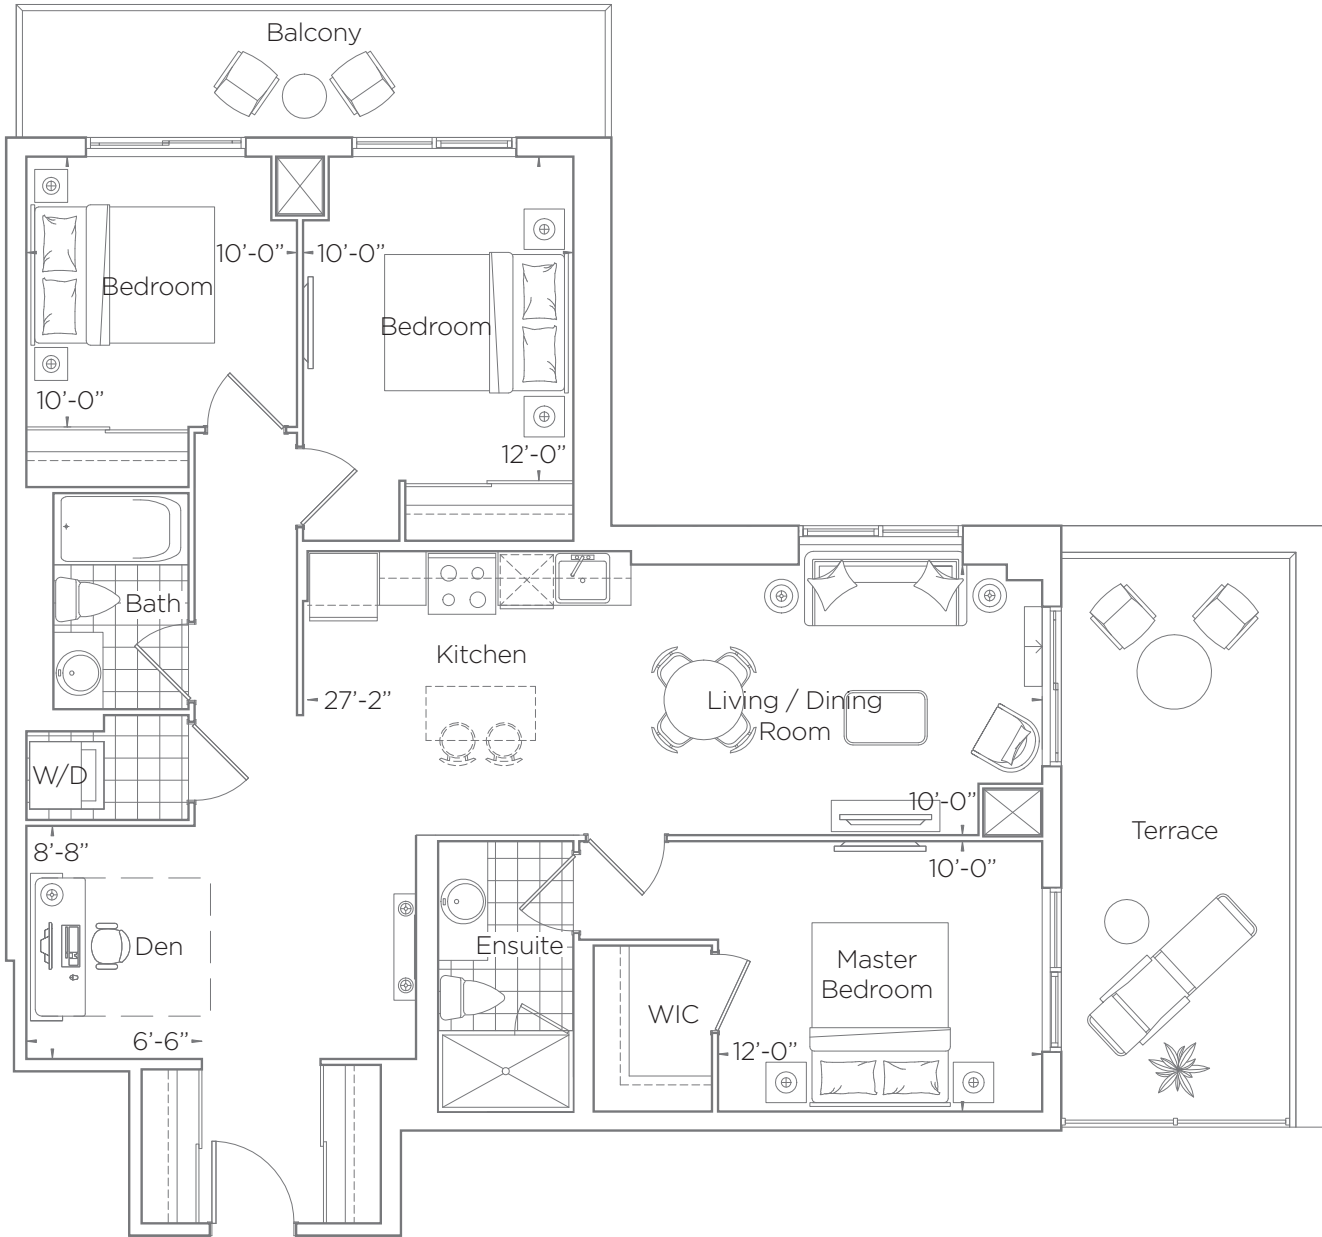 Balcony
10’-0”
10’-0”
Bedroom
Bedroom
10’-0”
12’-0”
Bath
Kitchen
27’-2”
Living / Dining
Room
W/D
10’-0”
Terrace
8’-8”
10’-0”
Den
Ensuite
Master
Bedroom
WIC
6’-6”
12’-0”